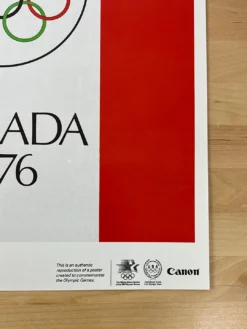 ADA
76
This is an authentic
reproduction of a poster
created to commemorate
the Olympic Games.
Canon